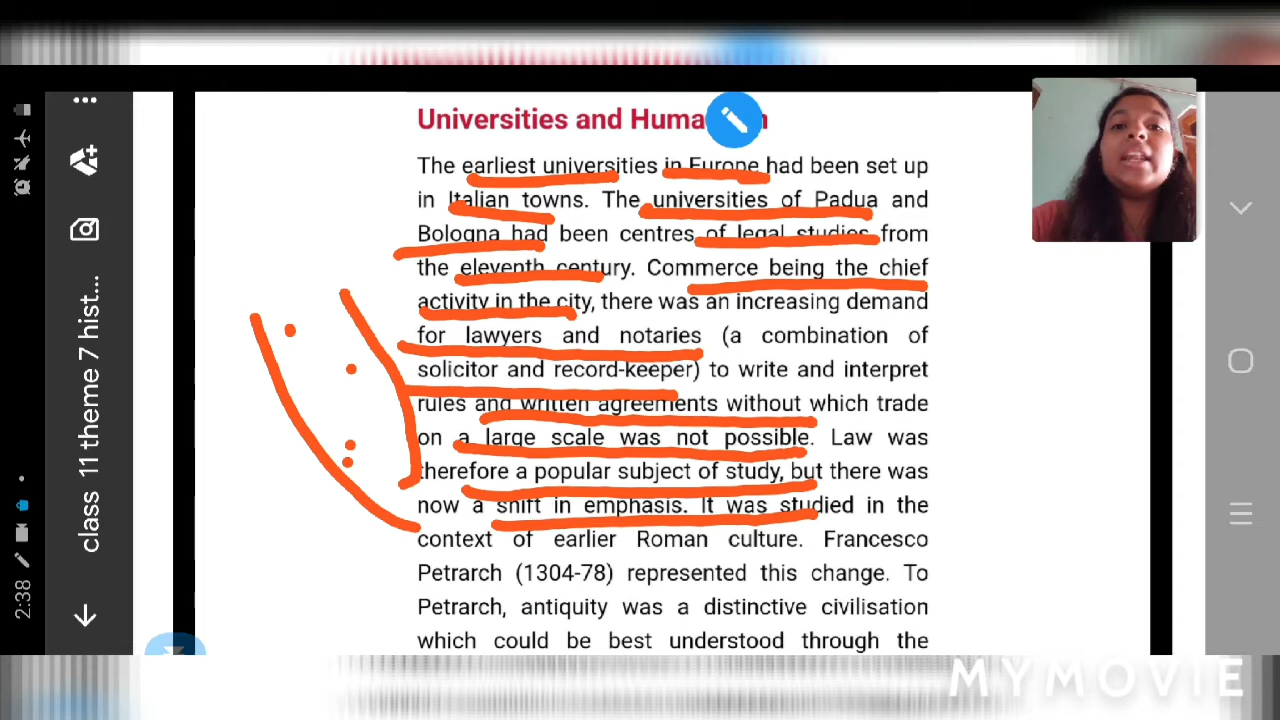 Universities and Huma
The earliest universities in Europe had been set up
in Italian towns. The universities of Padua and
Bologna had been centres of legal studies from
the eleventh century. Commerce being the chief
activity in the city, there was an increasing demand
for lawyers and notaries (a combination of
solicitor and record-keeper) to write and interpret
rules and written agreements without which trade
on a large scale was not possible. Law was
therefore a popular subject of study, but there was
now a shift in emphasis. It was studied in the
context of earlier Roman culture. Francesco
Petrarch (1304-78) represented this change. To
Petrarch, antiquity was a distinctive civilisation
which could be best understood through the
class 11 theme 7 hist...
2:38
MYMOVIE